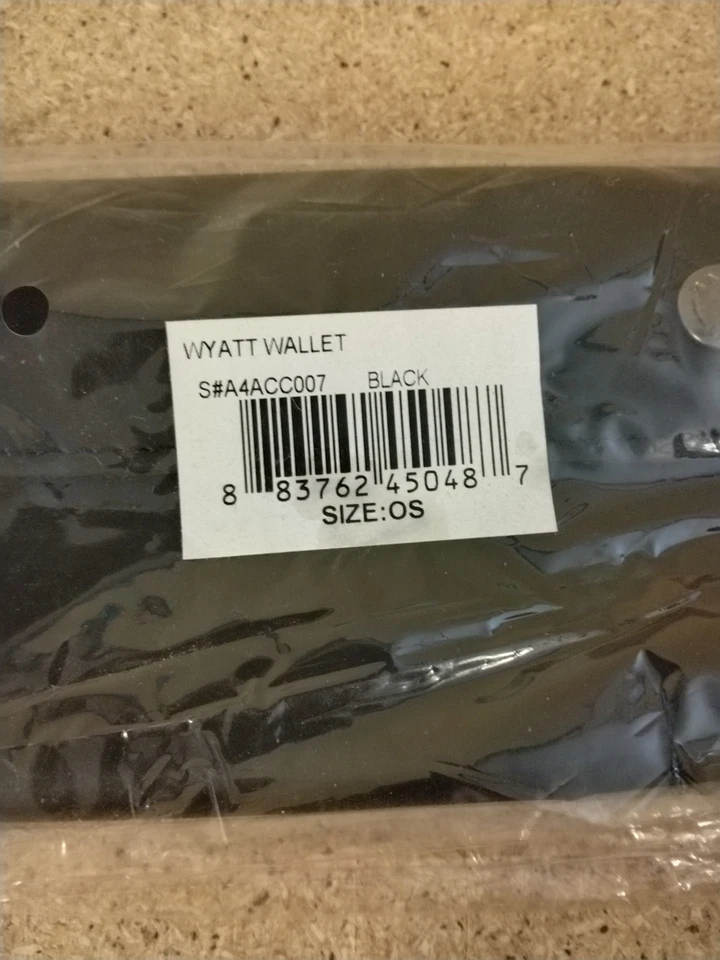 WYATT WALLET
S#A4ACC007 BLACK
8 83762 45048 7
SIZE:OS